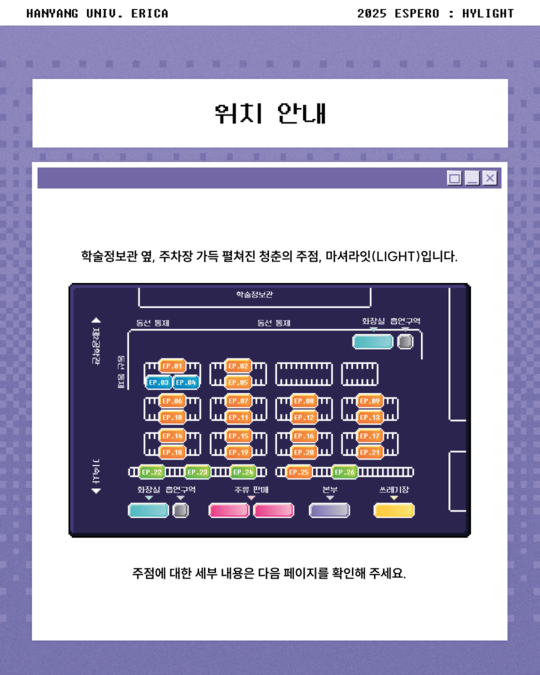 HANYANG UNIV. ERICA
2025 ESPERO : HYLIGHT
위치 안내
학술정보관 옆, 주차장 가득 펼쳐진 청춘의 주점, 마셔라잇(LIGHT)입니다.
학술정보관
동선 통제
동선 통제
화장실 흡연구역
동선 통제
기숙사
EP.01
EP.02
EP.03
EP.04
EP.05
EP.06
EP.07
EP.08
EP.09
EP.10
EP.11
EP.12
EP.13
EP.14
EP.15
EP.16
EP.17
EP.18
EP.19
EP.20
EP.21
EP.22
EP.23
EP.24
EP.25
EP.26
화장실 흡연구역
주류 판매
본부
쓰레기장
주점에 대한 세부 내용은 다음 페이지를 확인해 주세요.